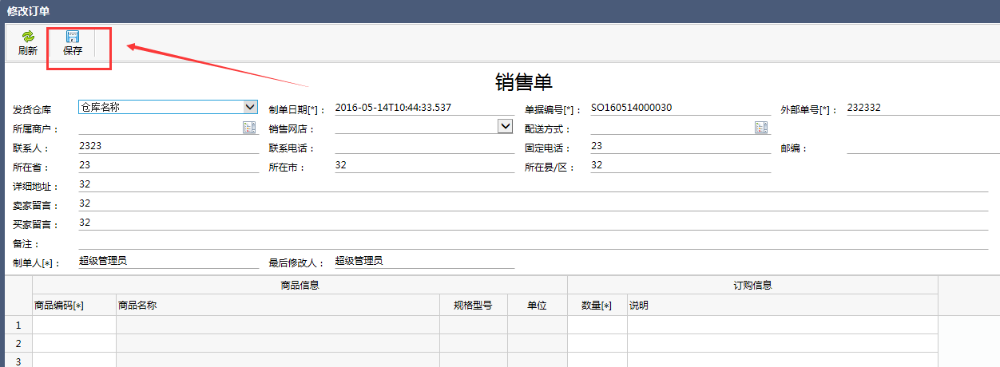 修改订单
刷新 保存
销售单
发货仓库 仓库名称 制单日期[*]： 2016-05-14T10:44:33.537 单据编号[*]： SO160514000030 外部单号[*]： 232332
所属商户： 销售网店： 配送方式：
联系人： 2323 联系电话： 固定电话： 23 邮编：
所在省： 23 所在市： 32 所在县/区： 32
详细地址： 32
卖家留言： 32
买家留言： 32
备注：
制单人[*]： 超级管理员 最后修改人： 超级管理员
商品信息 订购信息
商品编码[*] 商品名称 规格型号 单位 数量[*] 说明
1
2
3